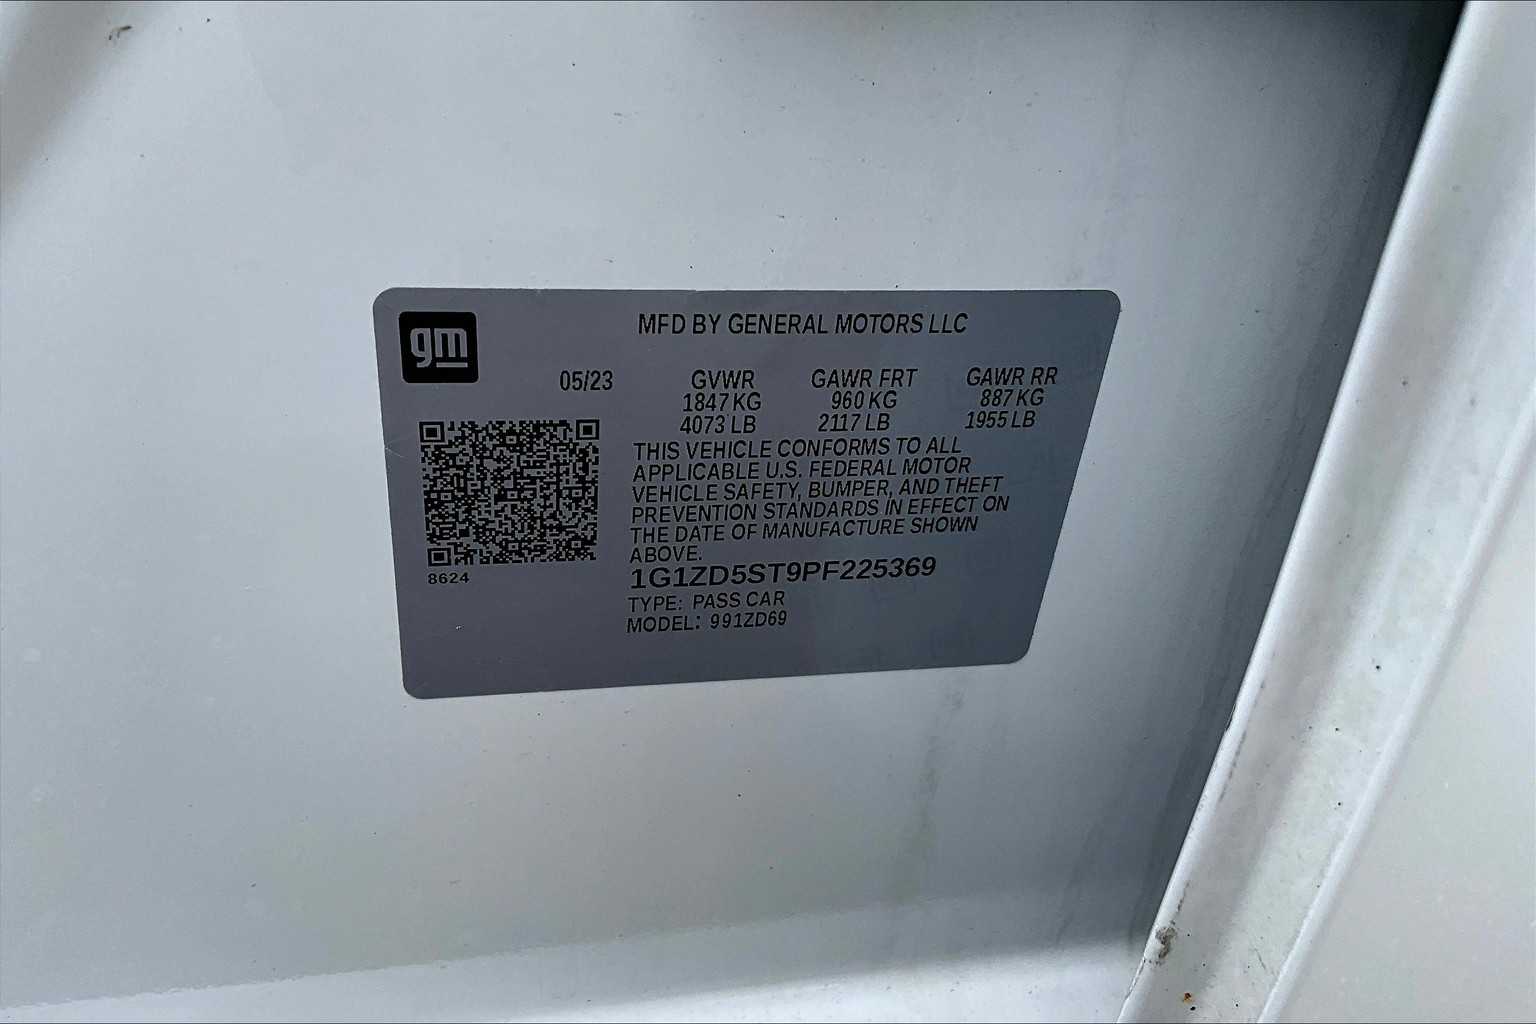 gm
MFD BY GENERAL MOTORS LLC
05/23
GVWR GAWR FRT GAWR RR
1847 KG 960 KG 887 KG
4073 LB 2117 LB 1955 LB
THIS VEHICLE CONFORMS TO ALL
APPLICABLE U.S. FEDERAL MOTOR
VEHICLE SAFETY, BUMPER, AND THEFT
PREVENTION STANDARDS IN EFFECT ON
THE DATE OF MANUFACTURE SHOWN
ABOVE.
1G1ZD5ST9PF225369
TYPE: PASS CAR
MODEL: 991ZD69
8624